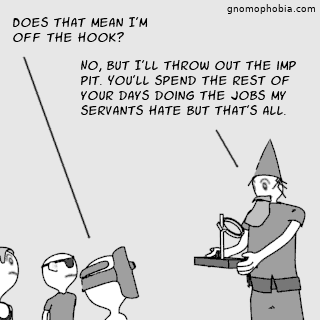 gnomophobia.com
DOES THAT MEAN I'M
OFF THE HOOK?
NO, BUT I'LL THROW OUT THE IMP
PIT. YOU'LL SPEND THE REST OF
YOUR DAYS DOING THE JOBS MY
SERVANTS HATE BUT THAT'S ALL.